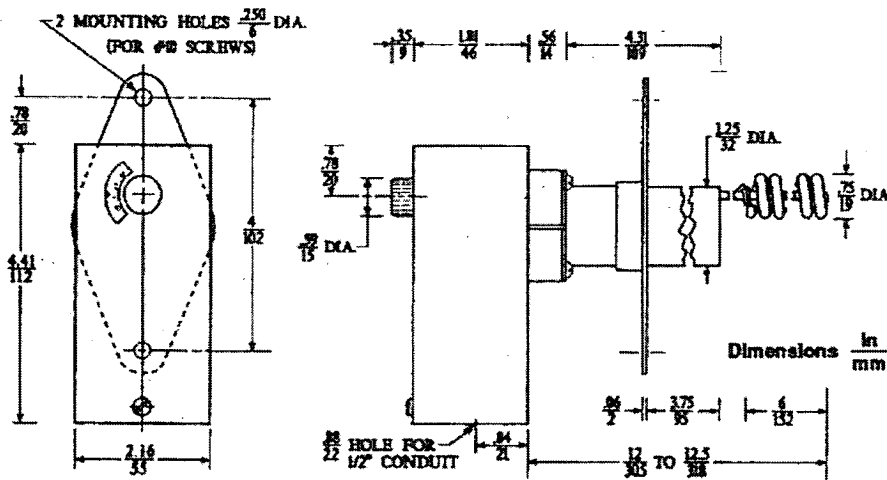 2 MOUNTING HOLES .250/6 DIA.
(FOR #10 SCREWS)
.78/20
4.41/112
4/102
2.16/55
.35/9
1.81/46
.56/14
4.31/109
.78/20
.59/15 DIA.
1.25/32 DIA.
.75/19 DIA
Dimensions in/mm
.06/2
3.75/95
6/152
.88/22 HOLE FOR
1/2" CONDUIT
.84/21
12/305 TO 12.5/318